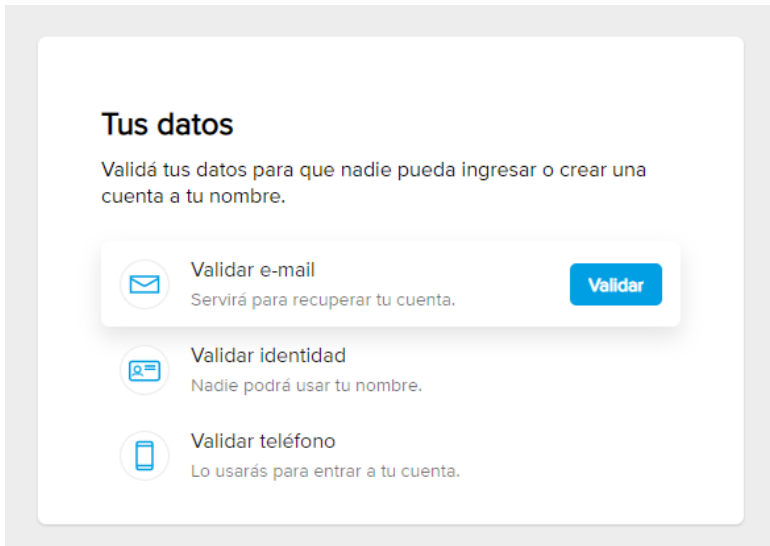 Tus datos
Validá tus datos para que nadie pueda ingresar o crear una
cuenta a tu nombre.
Validar e-mail
Servirá para recuperar tu cuenta.
Validar
Validar identidad
Nadie podrá usar tu nombre.
Validar teléfono
Lo usarás para entrar a tu cuenta.